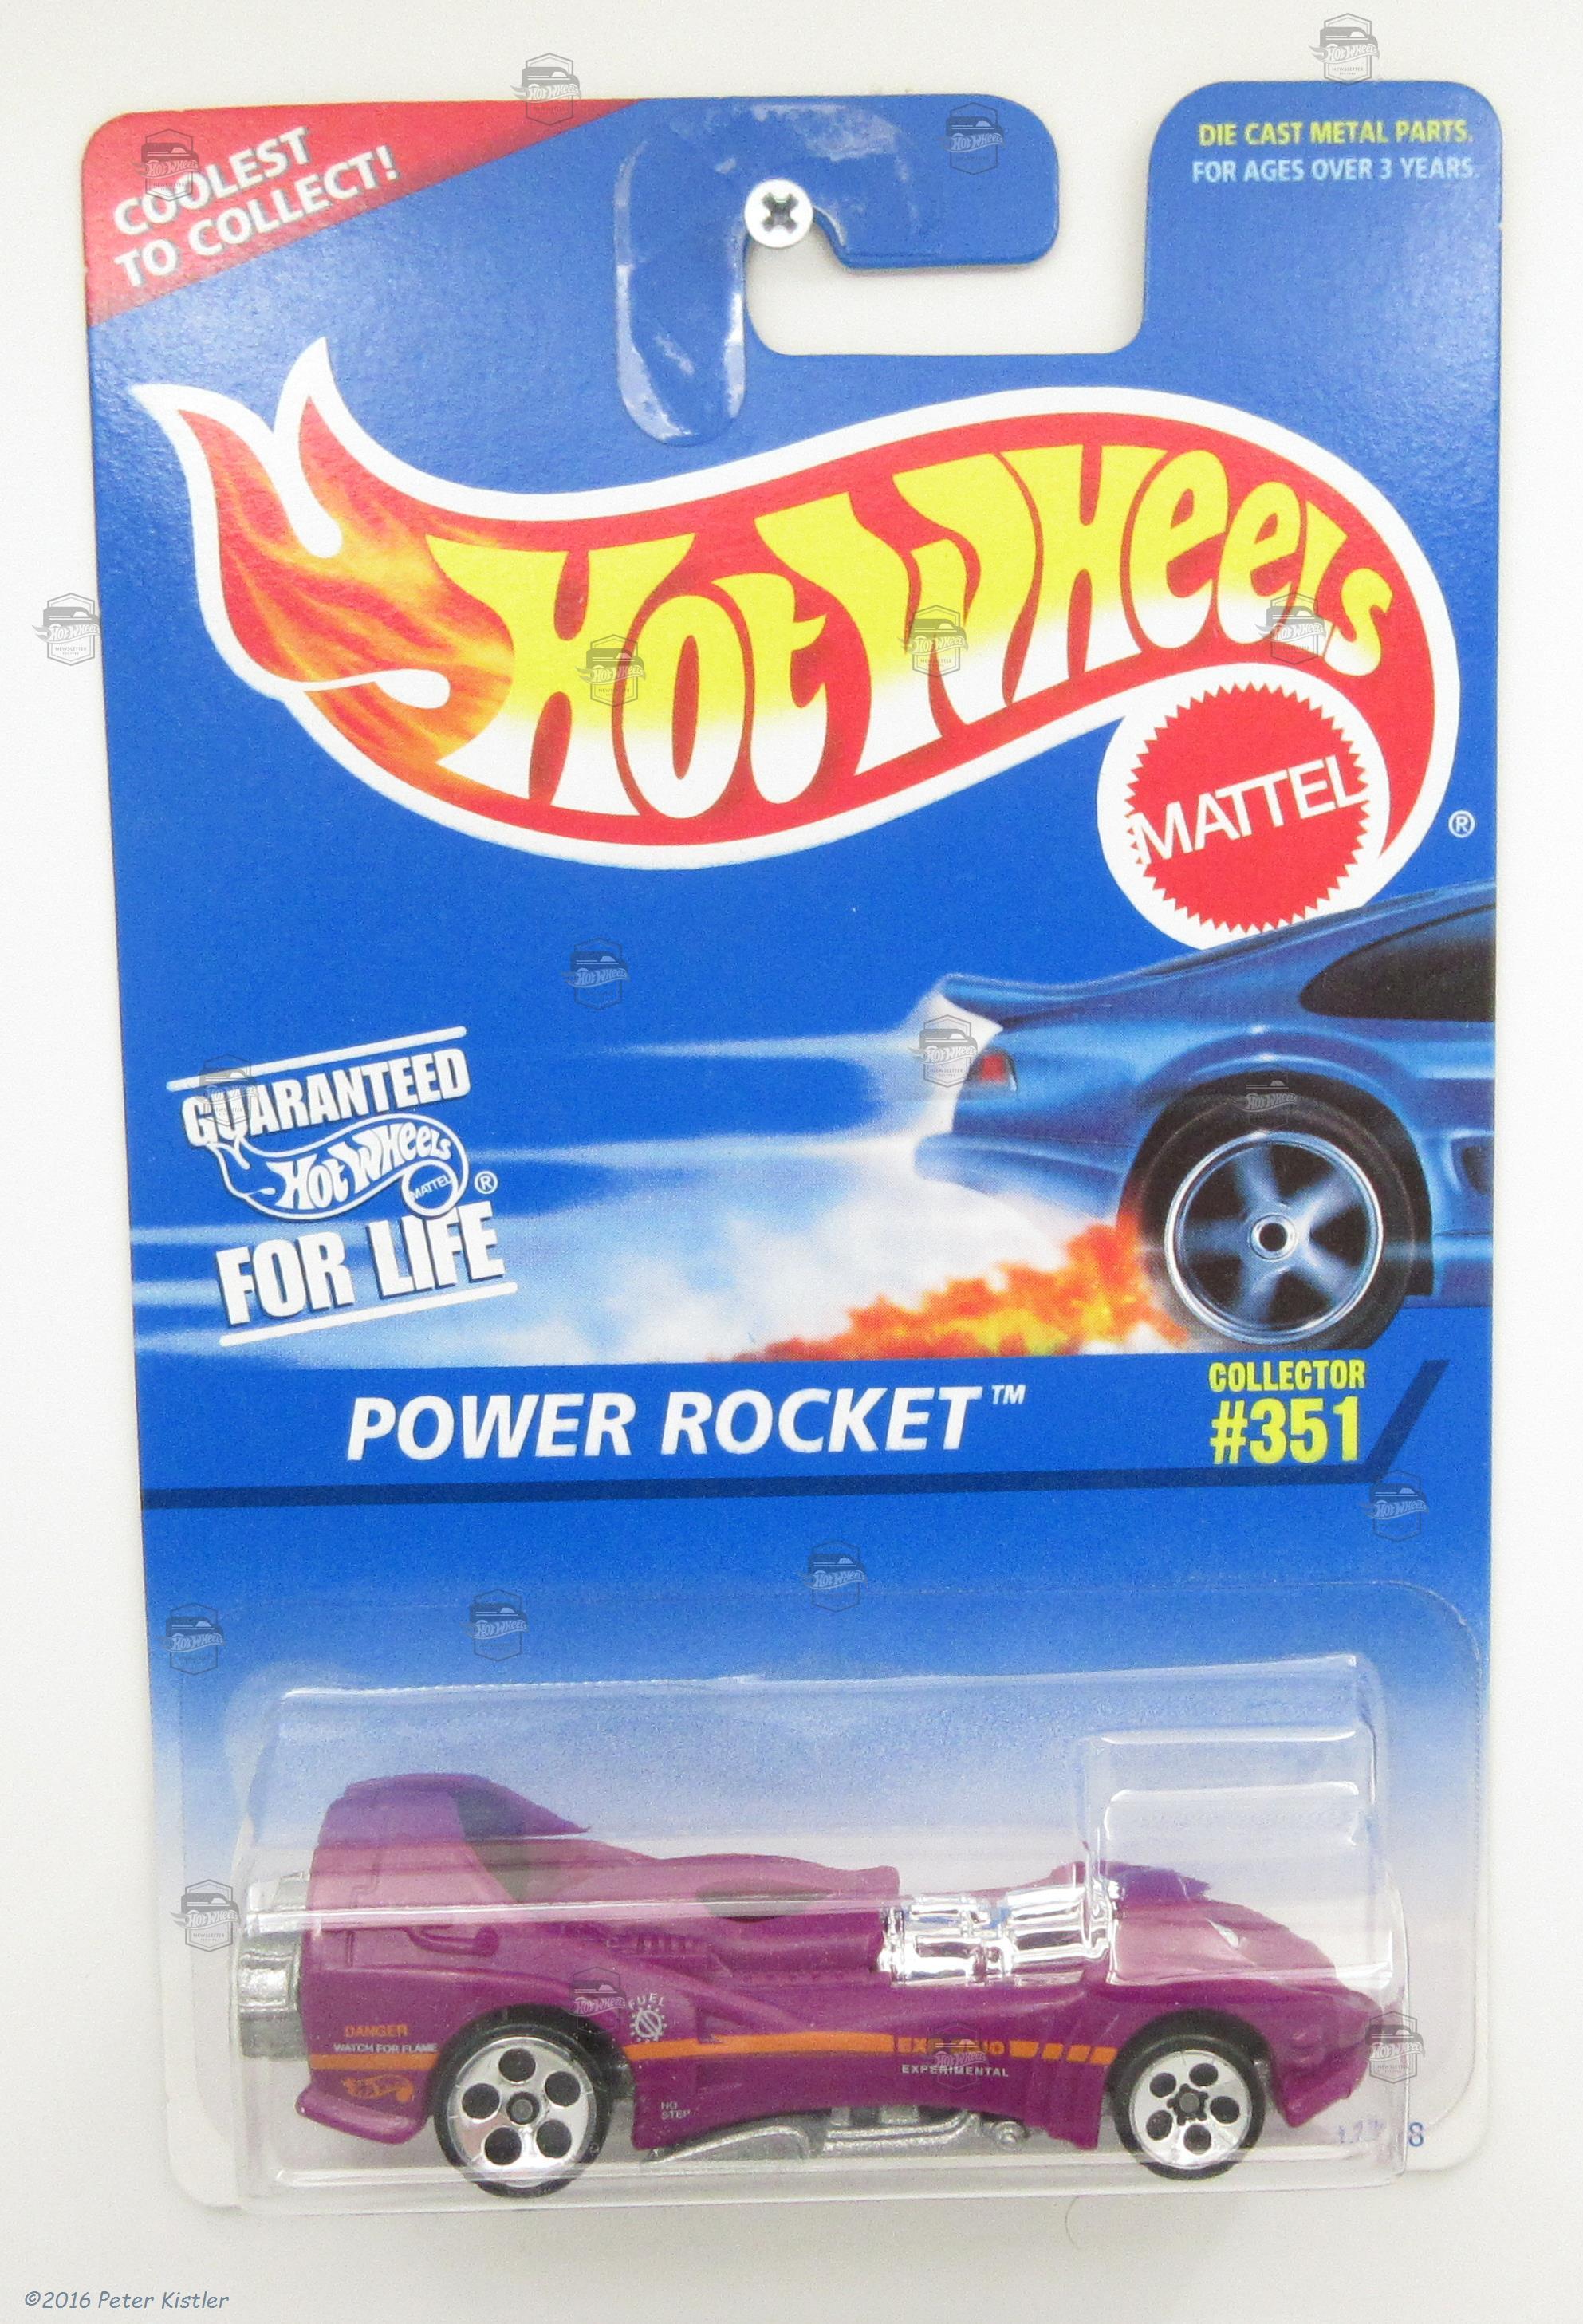 COOLEST
TO COLLECT!
DIE CAST METAL PARTS.
FOR AGES OVER 3 YEARS.
Hot Wheels
MATTEL
®
GUARANTEED
Hot Wheels
MATTEL
®
FOR LIFE
POWER ROCKET™
COLLECTOR
#351
FUEL
DANGER
WATCH FOR FLAME
EXPERIMENTAL
NO
STEP
©2016 Peter Kistler